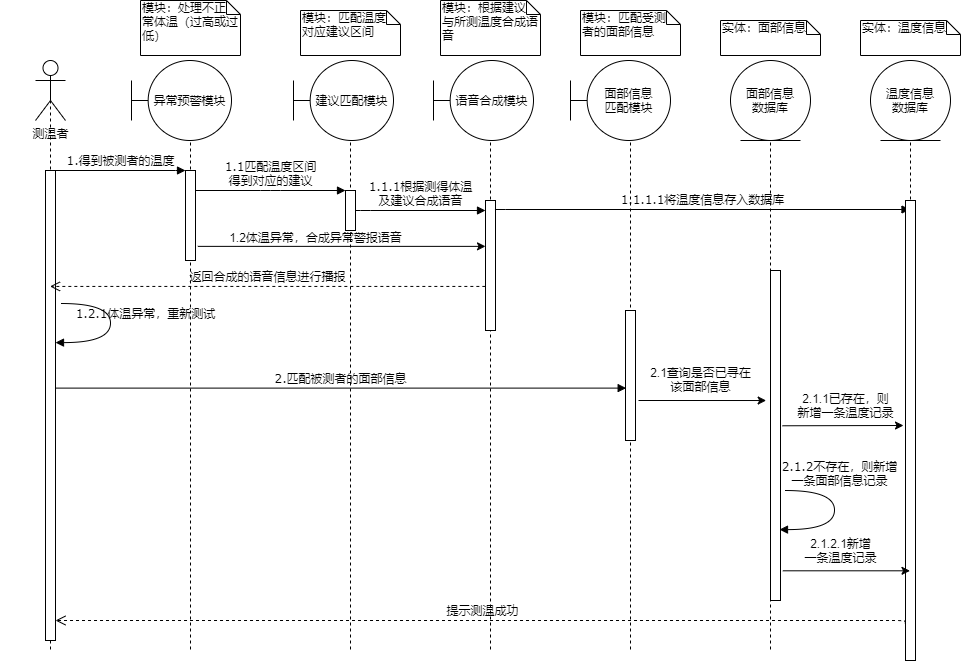 模块：处理不正
常体温（过高或过
低）
模块：匹配温度
对应建议区间
模块：根据建议
与所测温度合成语
音
模块：匹配受测
者的面部信息
实体：面部信息
实体：温度信息
测温者
异常预警模块
建议匹配模块
语音合成模块
面部信息
匹配模块
面部信息
数据库
温度信息
数据库
1.得到被测者的温度
1.1匹配温度区间
得到对应的建议
1.1.1根据测得体温
及建议合成语音
1.1.1.1将温度信息存入数据库
1.2体温异常，合成异常警报语音
返回合成的语音信息进行播报
1.2.1体温异常，重新测试
2.匹配被测者的面部信息
2.1查询是否已寻在
该面部信息
2.1.1已存在，则
新增一条温度记录
2.1.2不存在，则新增
一条面部信息记录
2.1.2.1新增
一条温度记录
提示测温成功